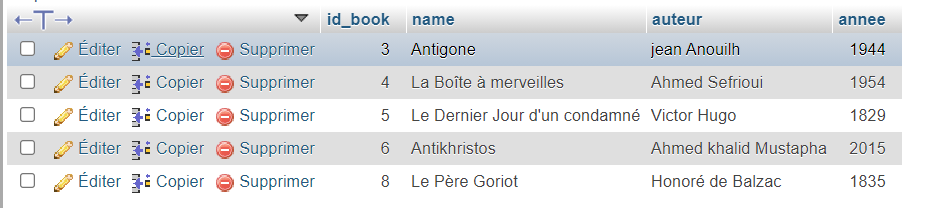 id_book name auteur annee
Éditer Copier Supprimer 3 Antigone jean Anouilh 1944
Éditer Copier Supprimer 4 La Boîte à merveilles Ahmed Sefrioui 1954
Éditer Copier Supprimer 5 Le Dernier Jour d'un condamné Victor Hugo 1829
Éditer Copier Supprimer 6 Antikhristos Ahmed khalid Mustapha 2015
Éditer Copier Supprimer 8 Le Père Goriot Honoré de Balzac 1835